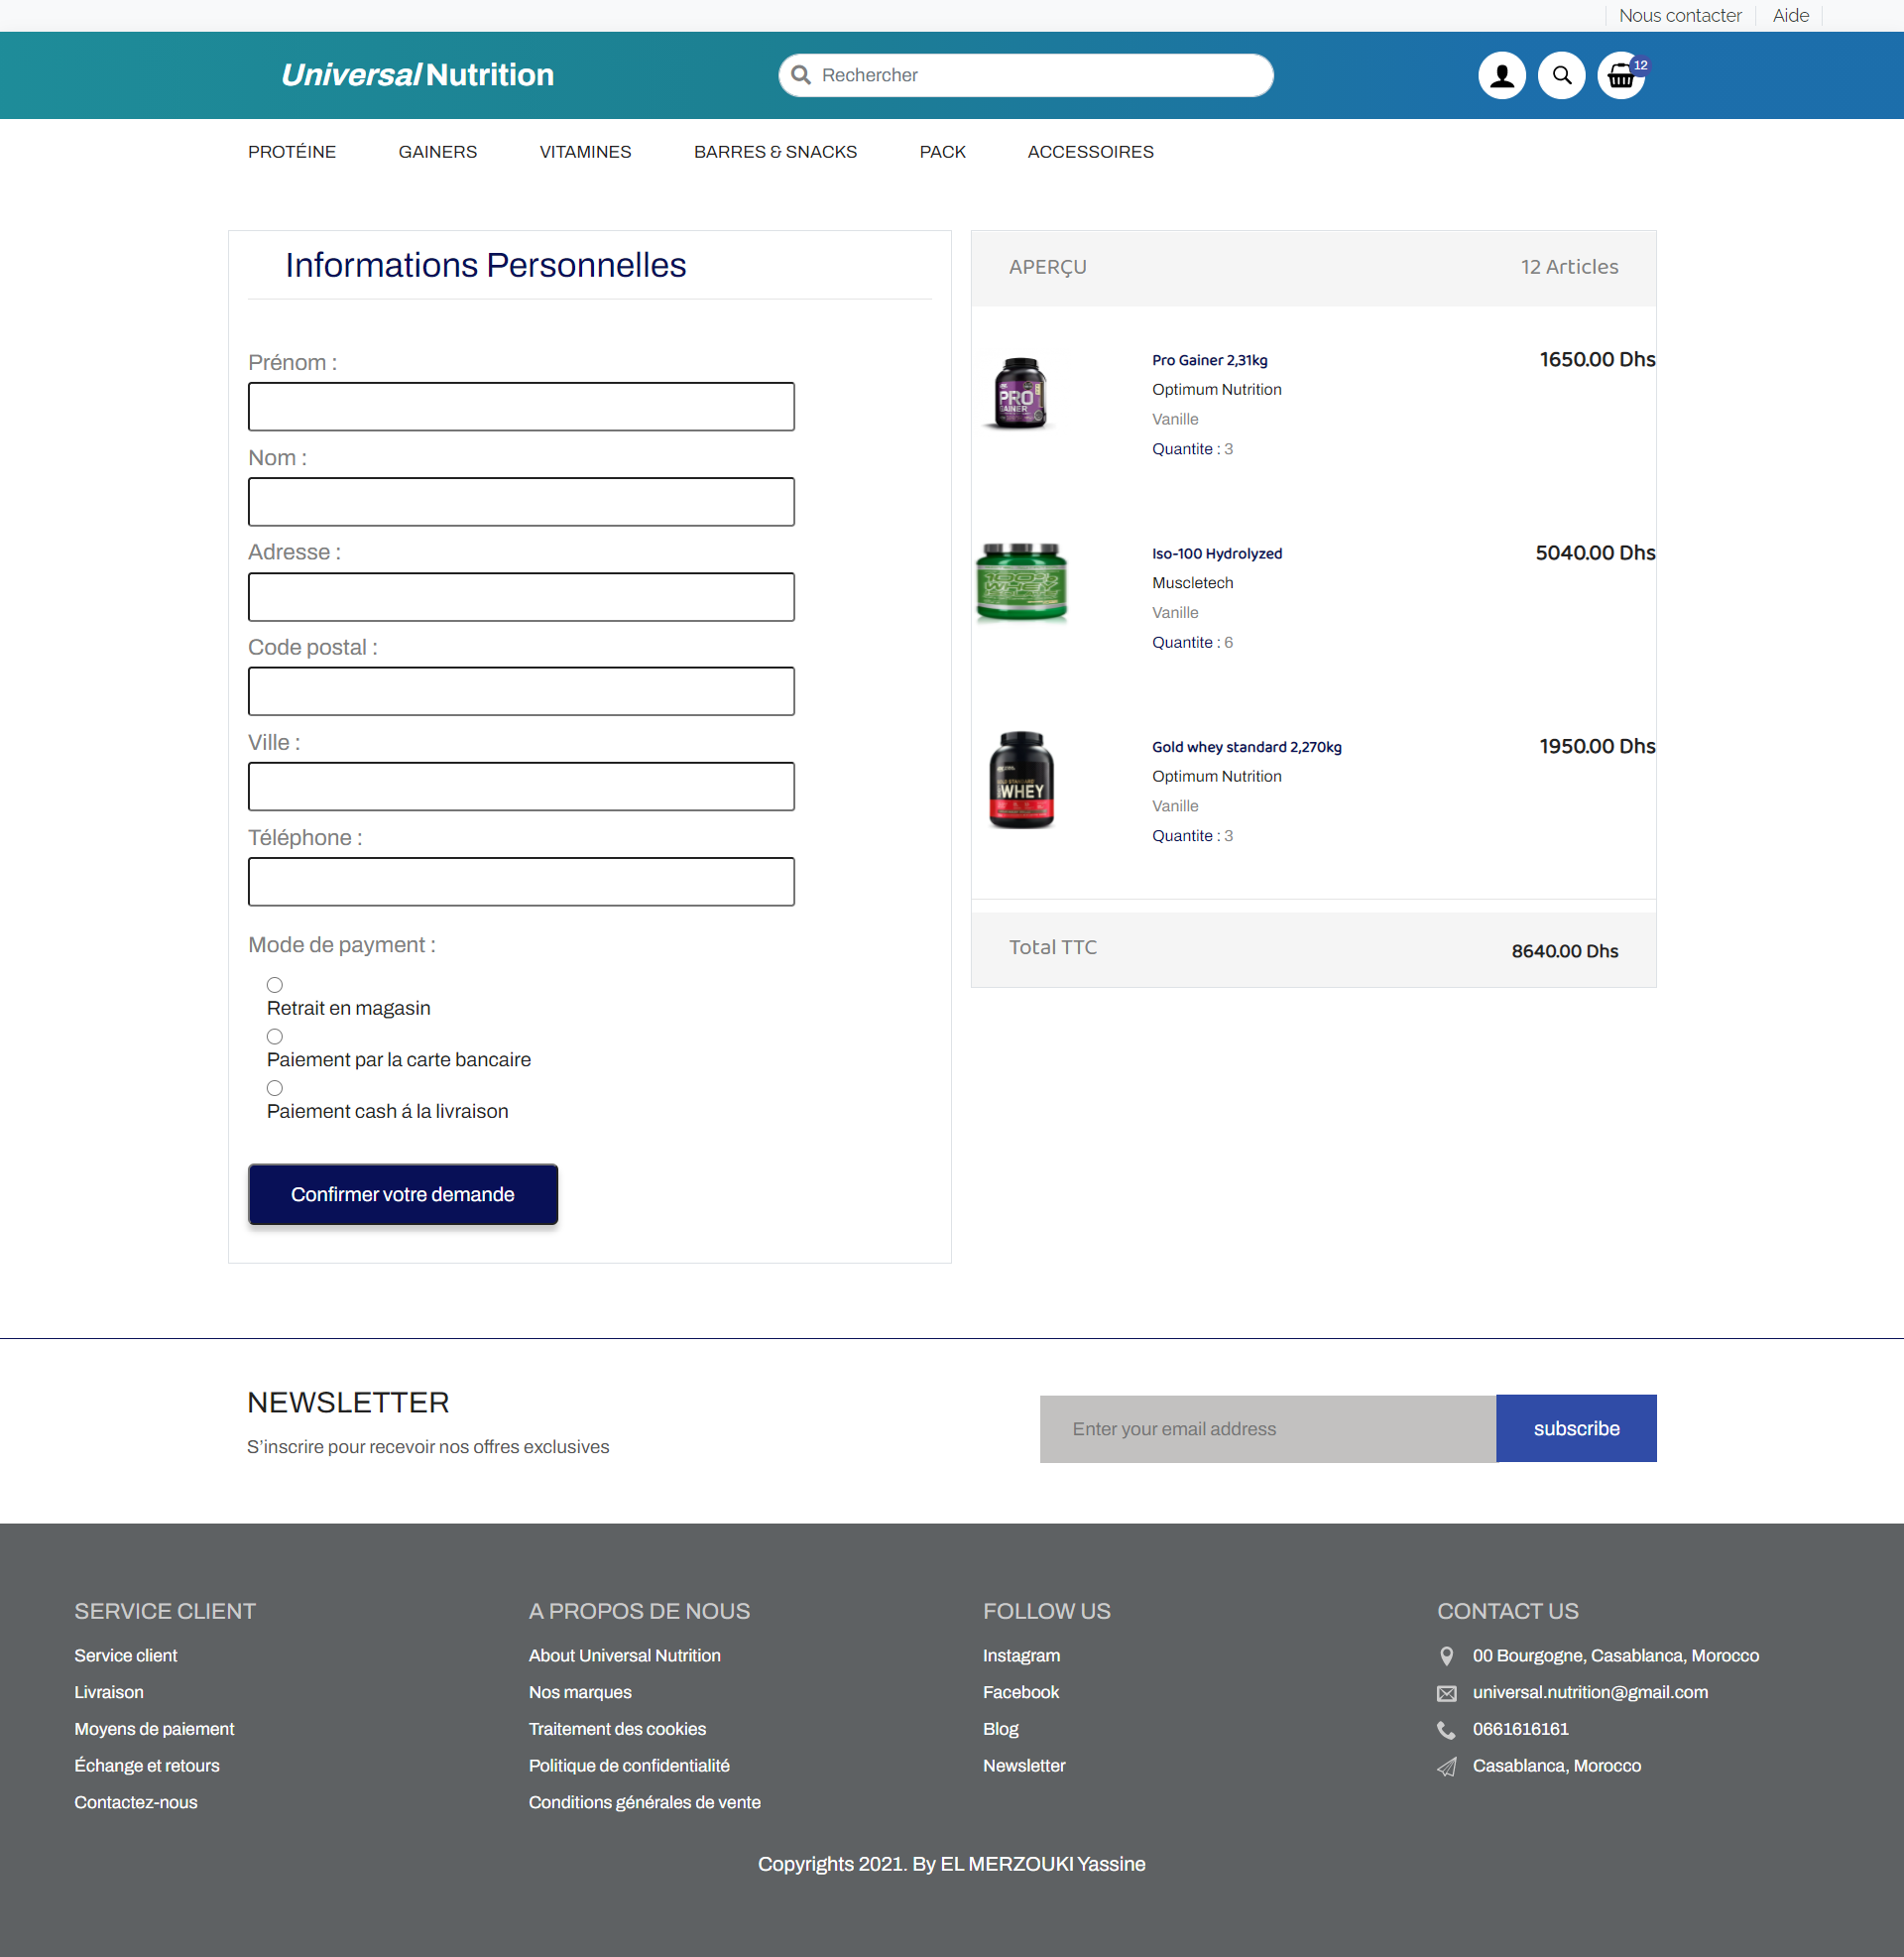 Nous contacter Aide
Universal Nutrition
Rechercher
12
PROTÉINE GAINERS VITAMINES BARRES & SNACKS PACK ACCESSOIRES
Informations Personnelles
Prénom :
Nom :
Adresse :
Code postal :
Ville :
Téléphone :
Mode de payment :
Retrait en magasin
Paiement par la carte bancaire
Paiement cash á la livraison
Confirmer votre demande
APERÇU 12 Articles
PRO
GAINER
Pro Gainer 2,31kg 1650.00 Dhs
Optimum Nutrition
Vanille
Quantite : 3
100%
WHEY
Iso-100 Hydrolyzed 5040.00 Dhs
Muscletech
Vanille
Quantite : 6
WHEY
Gold whey standard 2,270kg 1950.00 Dhs
Optimum Nutrition
Vanille
Quantite : 3
Total TTC 8640.00 Dhs
NEWSLETTER
S'inscrire pour recevoir nos offres exclusives
Enter your email address
subscribe
SERVICE CLIENT
Service client
Livraison
Moyens de paiement
Échange et retours
Contactez-nous
A PROPOS DE NOUS
About Universal Nutrition
Nos marques
Traitement des cookies
Politique de confidentialité
Conditions générales de vente
FOLLOW US
Instagram
Facebook
Blog
Newsletter
CONTACT US
00 Bourgogne, Casablanca, Morocco
universal.nutrition@gmail.com
0661616161
Casablanca, Morocco
Copyrights 2021. By EL MERZOUKI Yassine